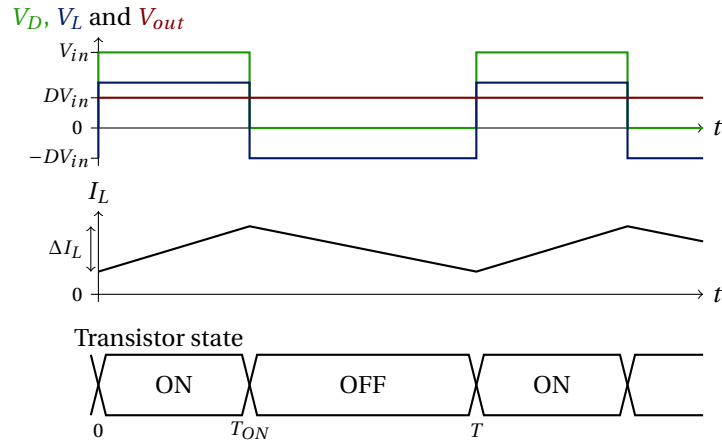 V_D, V_L and V_out
V_in
DV_in
0
t
−DV_in
I_L
ΔI_L
0
t
Transistor state
ON OFF ON
0 T_ON T